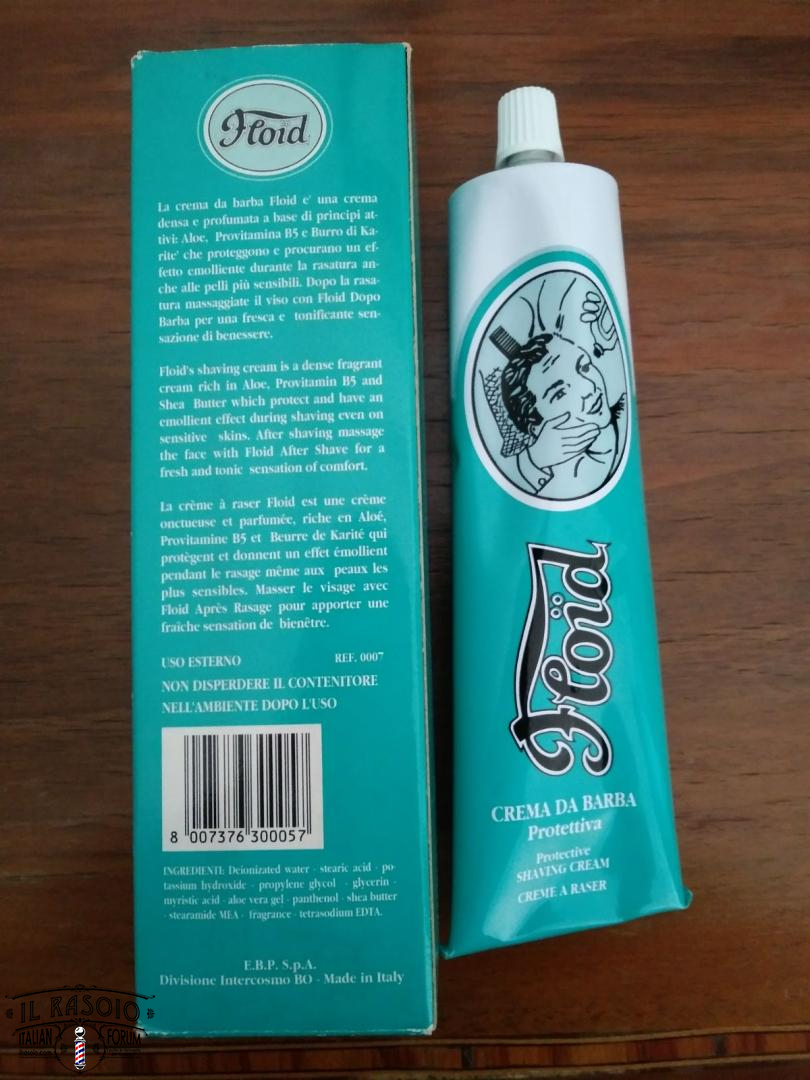 Floïd
La crema da barba Floid e' una crema
densa e profumata a base di principi at-
tivi: Aloe, Provitamina B5 e Burro di Ka-
rite' che proteggono e procurano un ef-
fetto emolliente durante la rasatura an-
che alle pelli più sensibili. Dopo la rasa-
tura massaggiate il viso con Floid Dopo
Barba per una fresca e tonificante sen-
sazione di benessere.
Floid's shaving cream is a dense fragrant
cream rich in Aloe, Provitamin B5 and
Shea Butter which protect and have an
emollient effect during shaving even on
sensitive skins. After shaving massage
the face with Floid After Shave for a
fresh and tonic sensation of comfort.
La crème à raser Floid est une crème
onctueuse et parfumée, riche en Aloé,
Provitamine B5 et Beurre de Karité qui
protègent et donnent un effet émollient
pendant le rasage même aux peaux les
plus sensibles. Masser le visage avec
Floid Après Rasage pour apporter une
fraîche sensation de bienêtre.
USO ESTERNO REF. 0007
NON DISPERDERE IL CONTENITORE
NELL'AMBIENTE DOPO L'USO
8 007376 300057
INGREDIENTI: Deionizated water - stearic acid - po-
tassium hydroxide - propylene glycol - glycerin -
myristic acid - aloe vera gel - panthenol - shea butter
- stearamide MEA - fragrance - tetrasodium EDTA.
E.B.P. S.p.A.
Divisione Intercosmo BO - Made in Italy
Floïd
CREMA DA BARBA
Protettiva
Protective
SHAVING CREAM
CREME A RASER
IL RASOIO
ITALIAN FORUM